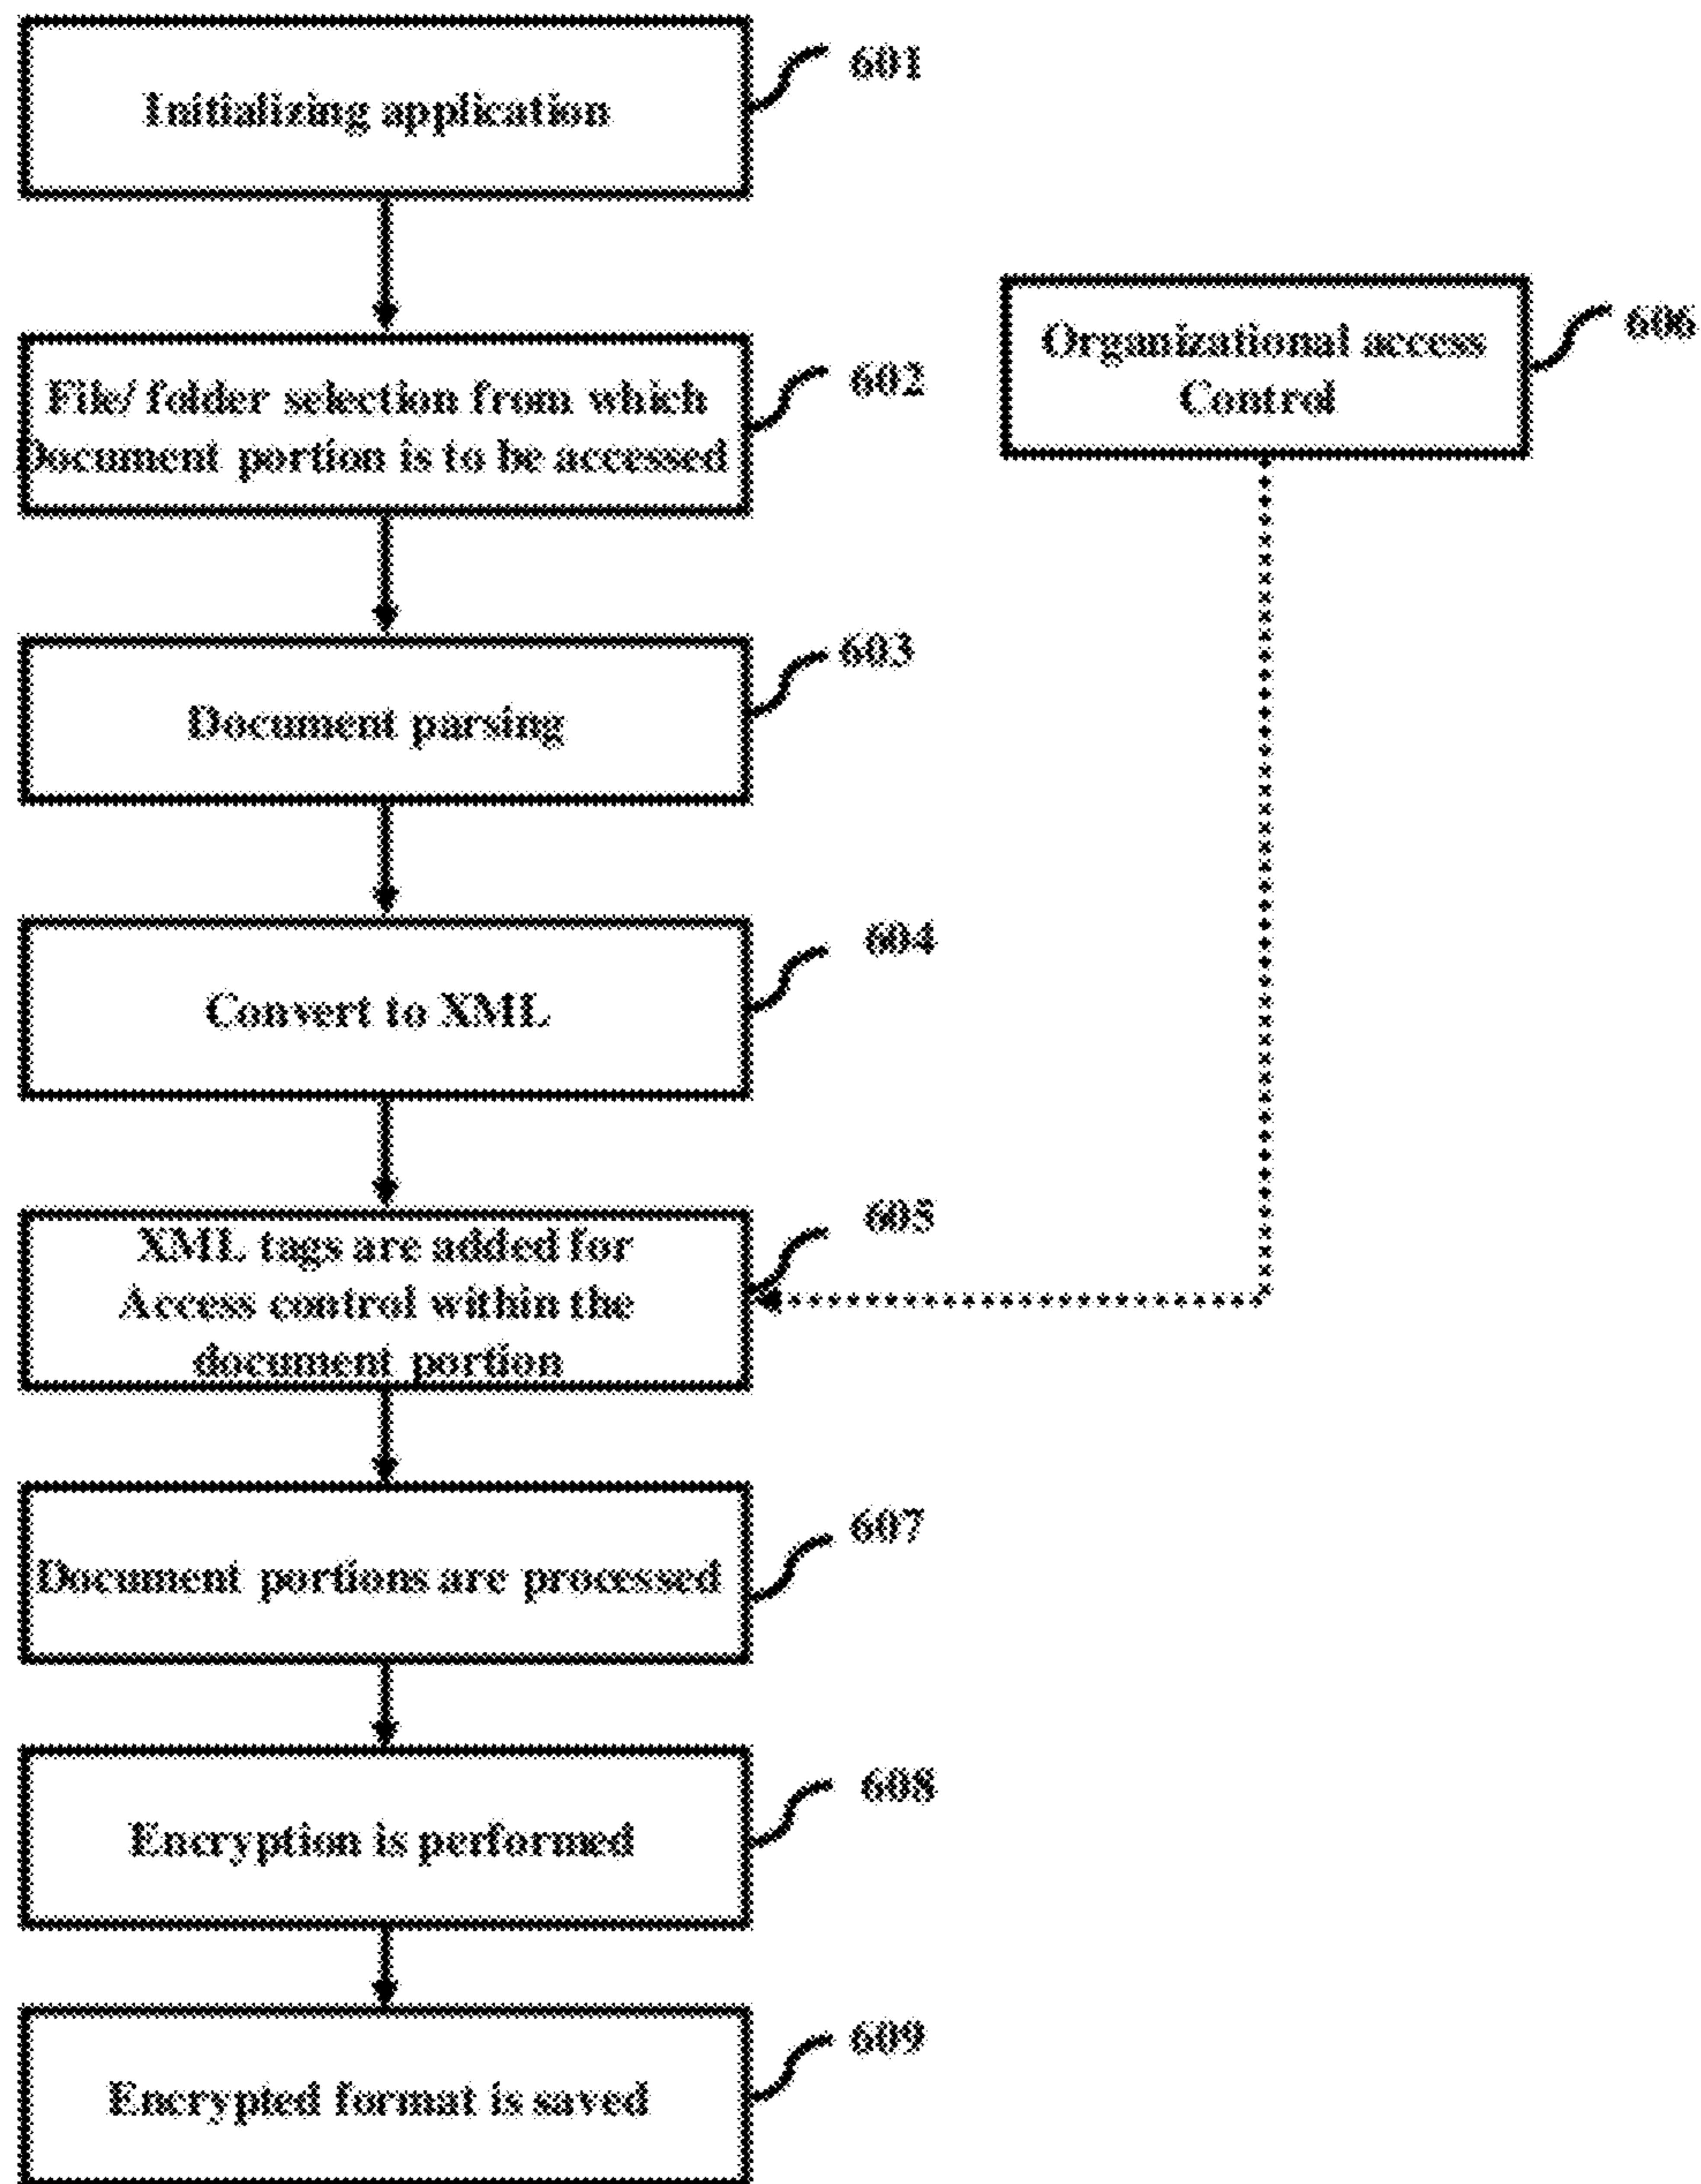 Initializing application
601
File/ folder selection from which
Document portion is to be accessed
602
Organizational access
Control
606
Document parsing
603
Convert to XML
604
XML tags are added for
Access control within the
document portion
605
Document portions are processed
607
Encryption is performed
608
Encrypted format is saved
609